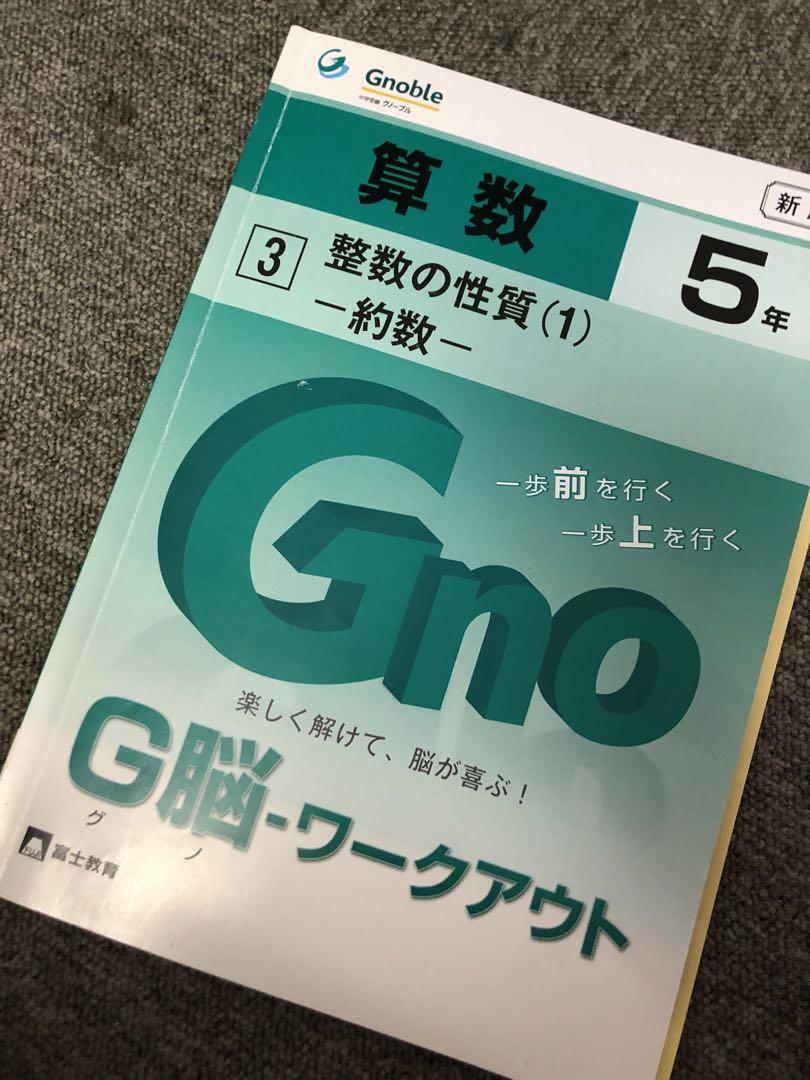 Gnoble
中学受験 グノーブル
算数
新
5年
3 整数の性質(1)
ー約数ー
一歩前を行く
一歩上を行く
Gno
楽しく解けて、脳が喜ぶ!
G脳-ワークアウト
グノ
FUJI 富士教育